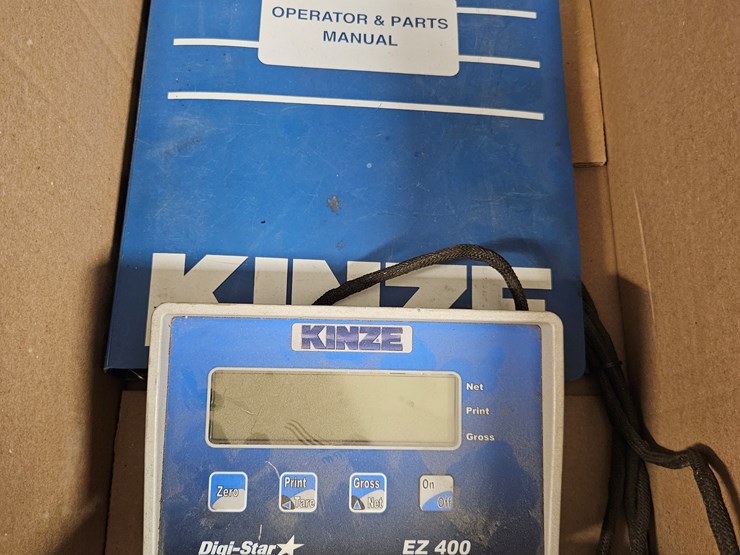 OPERATOR & PARTS
MANUAL
KINZE
KINZE
Net
Print
Gross
Zero
Print
Tare
Gross
Net
On
Off
Digi-Star
EZ 400